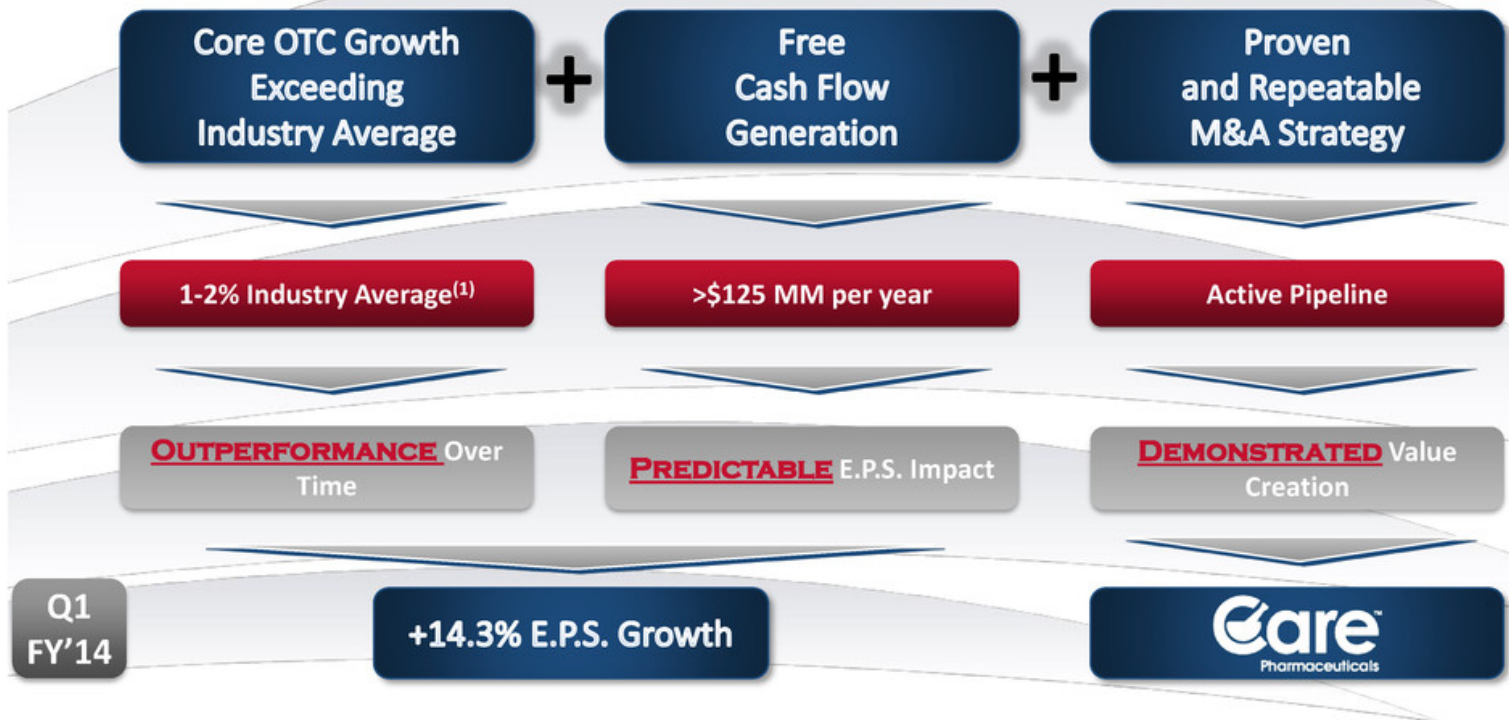 Core OTC Growth
Exceeding
Industry Average
+
Free
Cash Flow
Generation
+
Proven
and Repeatable
M&A Strategy
1-2% Industry Average(1)
>$125 MM per year
Active Pipeline
OUTPERFORMANCE Over
Time
PREDICTABLE E.P.S. Impact
DEMONSTRATED Value
Creation
Q1
FY'14
+14.3% E.P.S. Growth
Care™
Pharmaceuticals